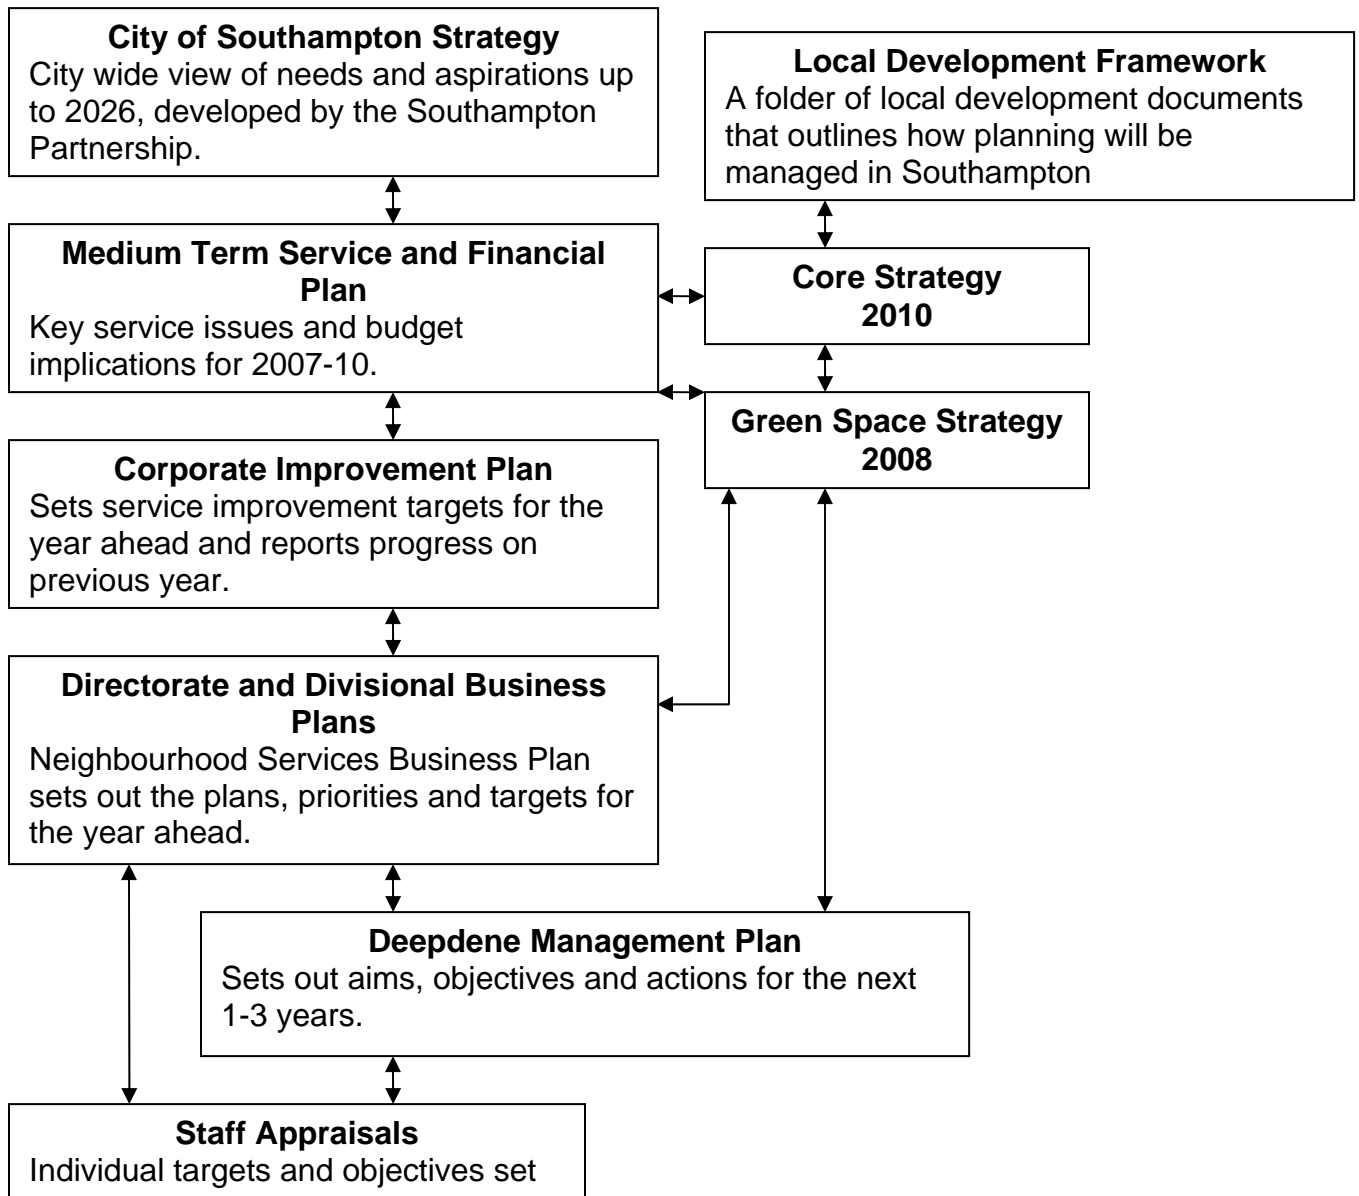 City of Southampton Strategy
City wide view of needs and aspirations up
to 2026, developed by the Southampton
Partnership.
Local Development Framework
A folder of local development documents
that outlines how planning will be
managed in Southampton
Medium Term Service and Financial
Plan
Key service issues and budget
implications for 2007-10.
Core Strategy
2010
Green Space Strategy
2008
Corporate Improvement Plan
Sets service improvement targets for the
year ahead and reports progress on
previous year.
Directorate and Divisional Business
Plans
Neighbourhood Services Business Plan
sets out the plans, priorities and targets for
the year ahead.
Deepdene Management Plan
Sets out aims, objectives and actions for the next
1-3 years.
Staff Appraisals
Individual targets and objectives set